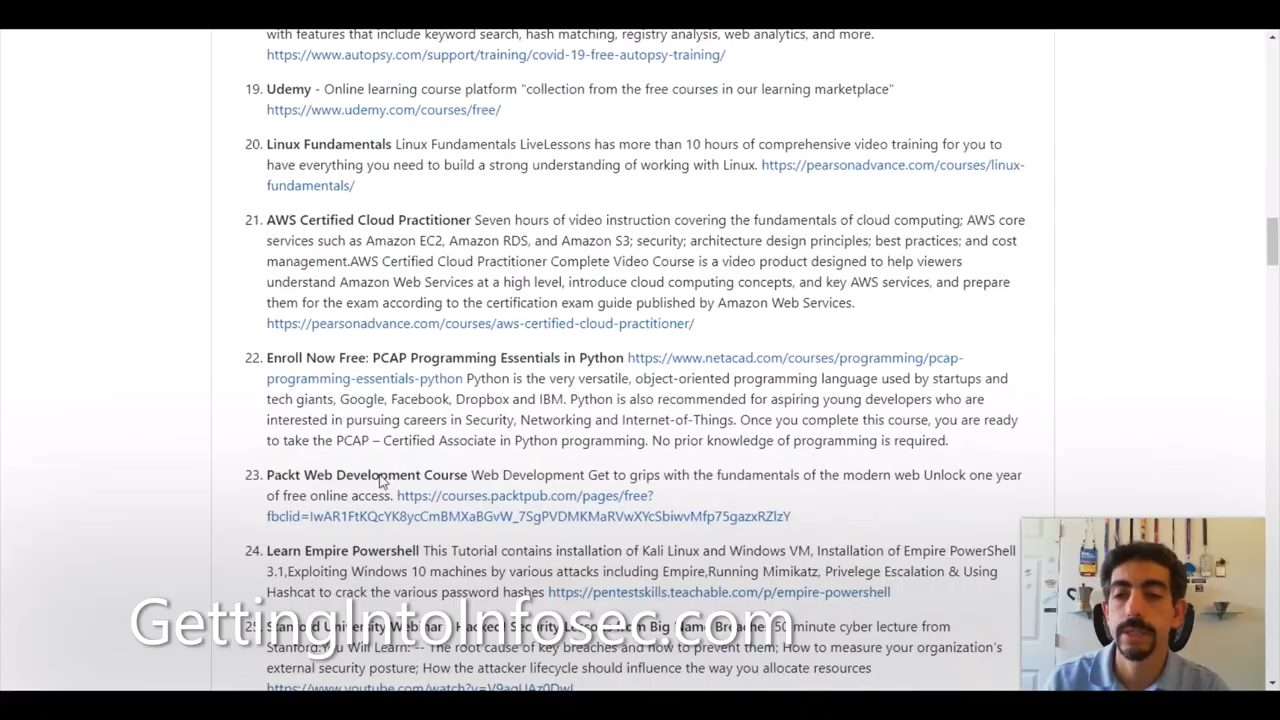 with features that include keyword search, hash matching, registry analysis, web analytics, and more.
https://www.autopsy.com/support/training/covid-19-free-autopsy-training/
19. Udemy - Online learning course platform "collection from the free courses in our learning marketplace"
https://www.udemy.com/courses/free/
20. Linux Fundamentals Linux Fundamentals LiveLessons has more than 10 hours of comprehensive video training for you to
have everything you need to build a strong understanding of working with Linux. https://pearsonadvance.com/courses/linux-
fundamentals/
21. AWS Certified Cloud Practitioner Seven hours of video instruction covering the fundamentals of cloud computing; AWS core
services such as Amazon EC2, Amazon RDS, and Amazon S3; security; architecture design principles; best practices; and cost
management.AWS Certified Cloud Practitioner Complete Video Course is a video product designed to help viewers
understand Amazon Web Services at a high level, introduce cloud computing concepts, and key AWS services, and prepare
them for the exam according to the certification exam guide published by Amazon Web Services.
https://pearsonadvance.com/courses/aws-certified-cloud-practitioner/
22. Enroll Now Free: PCAP Programming Essentials in Python https://www.netacad.com/courses/programming/pcap-
programming-essentials-python Python is the very versatile, object-oriented programming language used by startups and
tech giants, Google, Facebook, Dropbox and IBM. Python is also recommended for aspiring young developers who are
interested in pursuing careers in Security, Networking and Internet-of-Things. Once you complete this course, you are ready
to take the PCAP – Certified Associate in Python programming. No prior knowledge of programming is required.
23. Packt Web Development Course Web Development Get to grips with the fundamentals of the modern web Unlock one year
of free online access. https://courses.packtpub.com/pages/free?
fbclid=IwAR1FtKQcYK8ycCmBMXaBGvW_7SgPVDMKMaRVwXYcSbiwvMfp75gazxRZlzY
24. Learn Empire Powershell This Tutorial contains installation of Kali Linux and Windows VM, Installation of Empire PowerShell
3.1,Exploiting Windows 10 machines by various attacks including Empire,Running Mimikatz, Privelege Escalation & Using
Hashcat to crack the various password hashes https://pentestskills.teachable.com/p/empire-powershell
GettingIntoInfosec.com
25. Stanford University Webinar- Hacked! Security Lessons from Big Name Breaches 50 minute cyber lecture from
Stanford.You Will Learn: -- The root cause of key breaches and how to prevent them; How to measure your organization's
external security posture; How the attacker lifecycle should influence the way you allocate resources